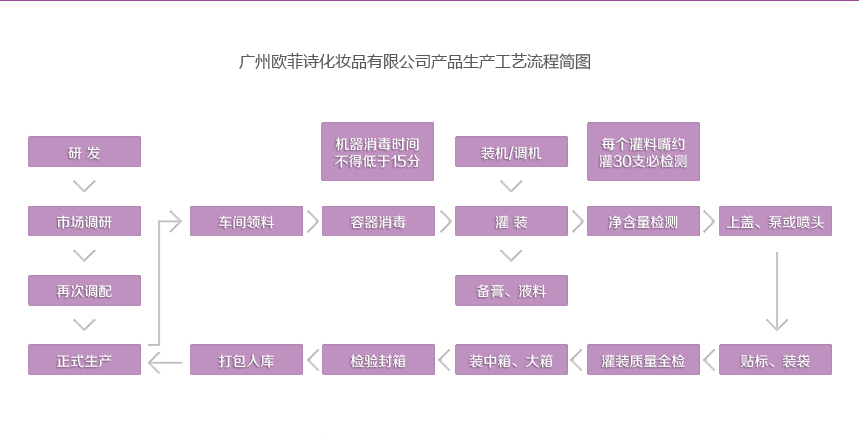 广州欧菲诗化妆品有限公司产品生产工艺流程简图
研 发
机器消毒时间
不得低于15分
装机/调机
每个灌料嘴约
灌30支必检测
市场调研
车间领料
容器消毒
灌 装
净含量检测
上盖、泵或喷头
再次调配
备膏、液料
正式生产
打包入库
检验封箱
装中箱、大箱
灌装质量全检
贴标、装袋